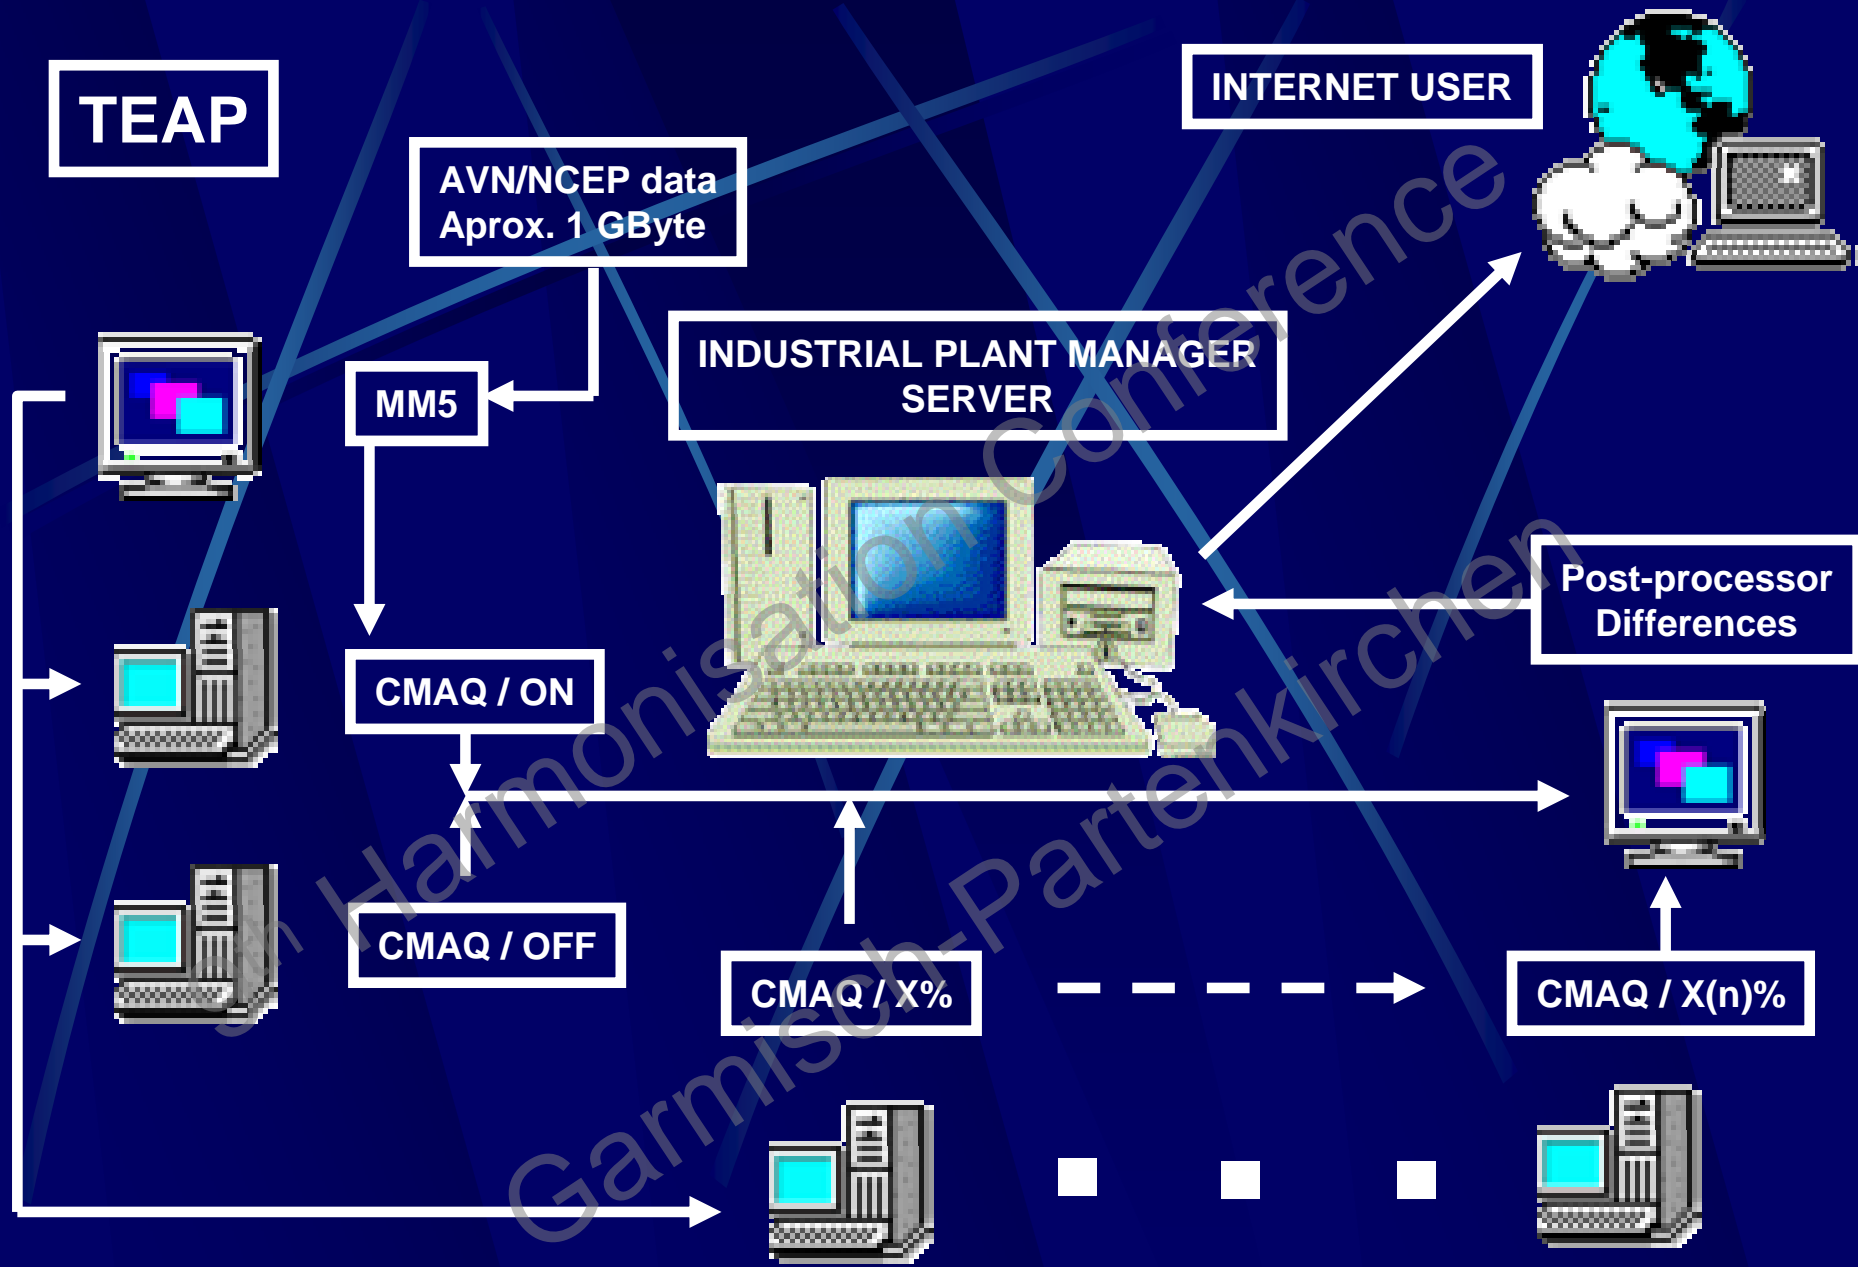 TEAP
INTERNET USER
AVN/NCEP data
Aprox. 1 GByte
INDUSTRIAL PLANT MANAGER
SERVER
MM5
Post-processor
Differences
CMAQ / ON
CMAQ / OFF
CMAQ / X%
CMAQ / X(n)%
9th Harmonisation Conference
Garmisch-Partenkirchen